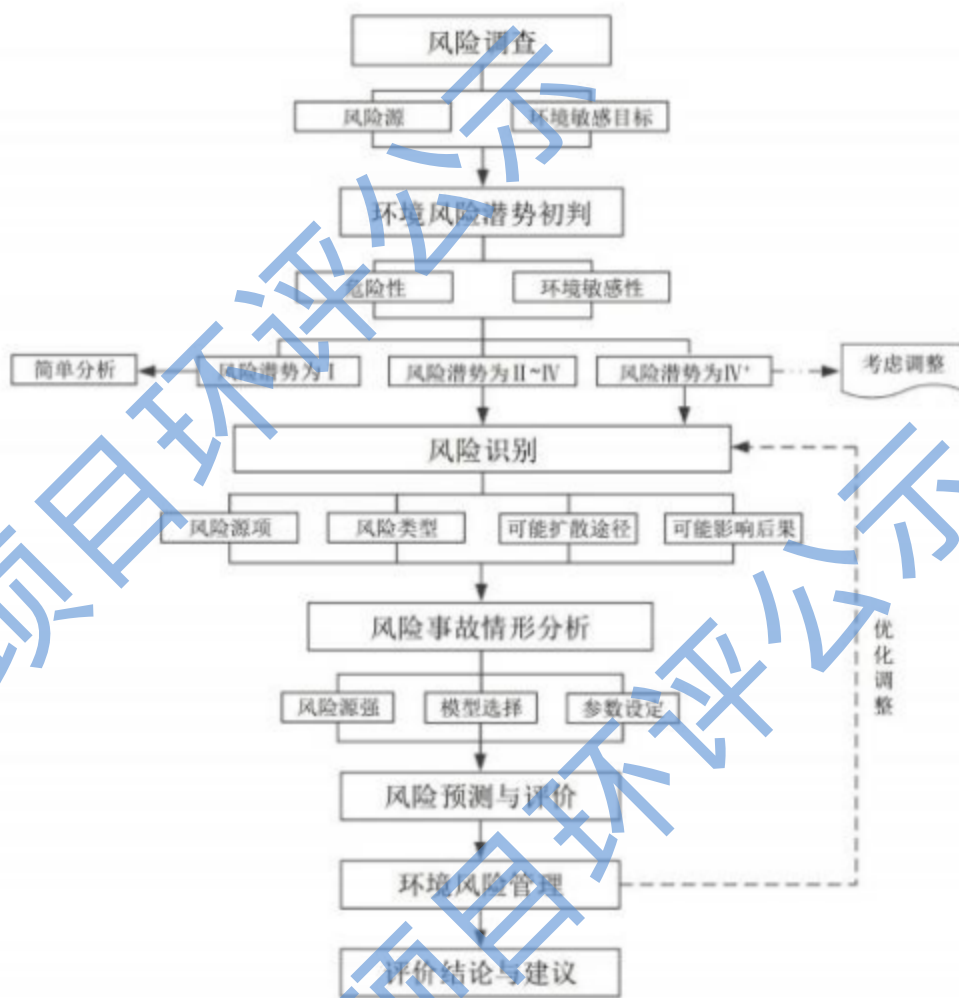 风险调查
风险源
环境敏感目标
环境风险潜势初判
危险性
环境敏感性
简单分析
风险潜势为Ⅰ
风险潜势为Ⅱ~Ⅳ
风险潜势为Ⅳ⁺
考虑调整
风险识别
风险源项
风险类型
可能扩散途径
可能影响后果
风险事故情形分析
优化调整
风险源强
模型选择
参数设定
风险预测与评价
环境风险管理
评价结论与建议
项目环评公示
项目环评公示